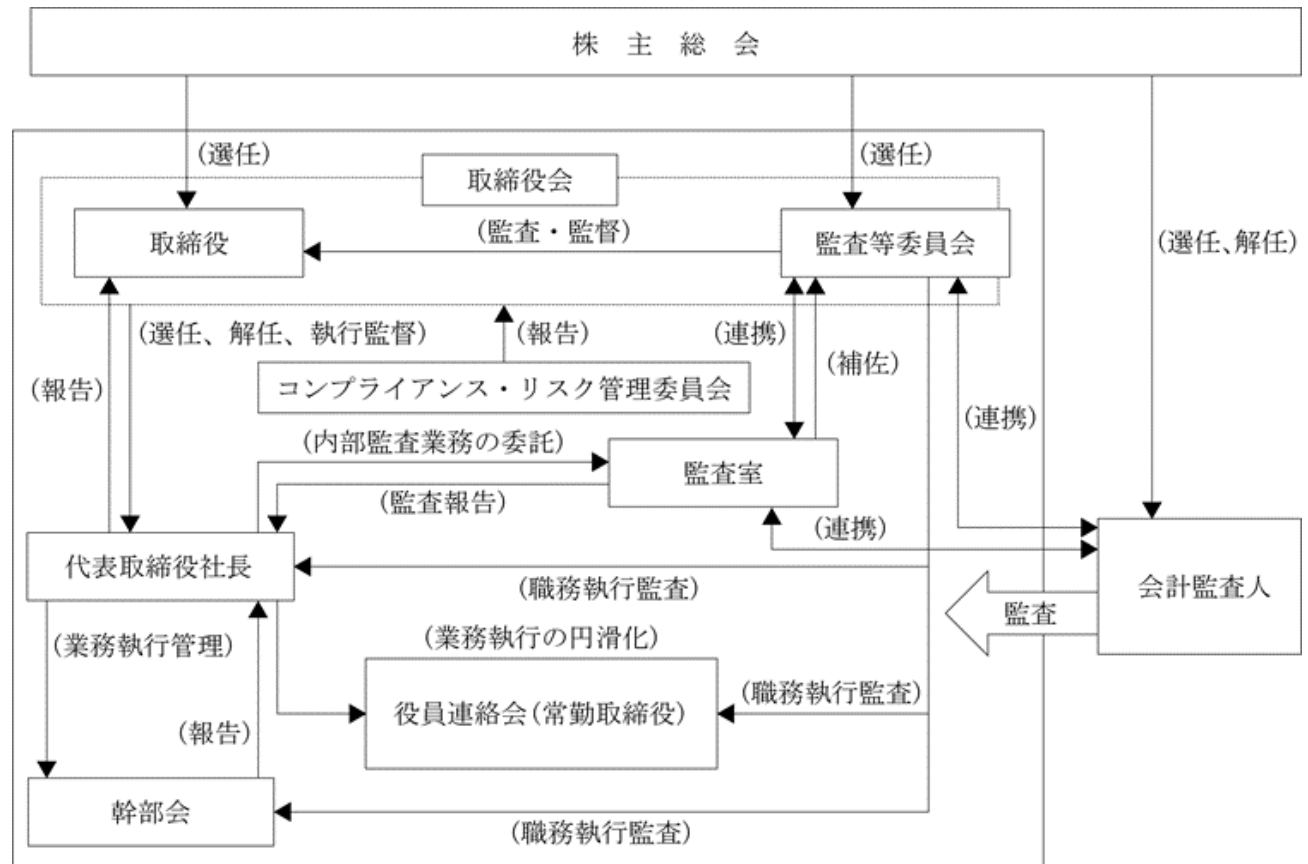 株主総会
(選任)
(選任)
(選任、解任)
取締役会
取締役
(監査・監督)
監査等委員会
(選任、解任、執行監督)
(報告)
(連携)
(補佐)
(報告)
コンプライアンス・リスク管理委員会
(連携)
(内部監査業務の委託)
監査室
(監査報告)
(連携)
代表取締役社長
(職務執行監査)
会計監査人
監査
(業務執行管理)
(業務執行の円滑化)
役員連絡会(常勤取締役)
(職務執行監査)
(報告)
幹部会
(職務執行監査)